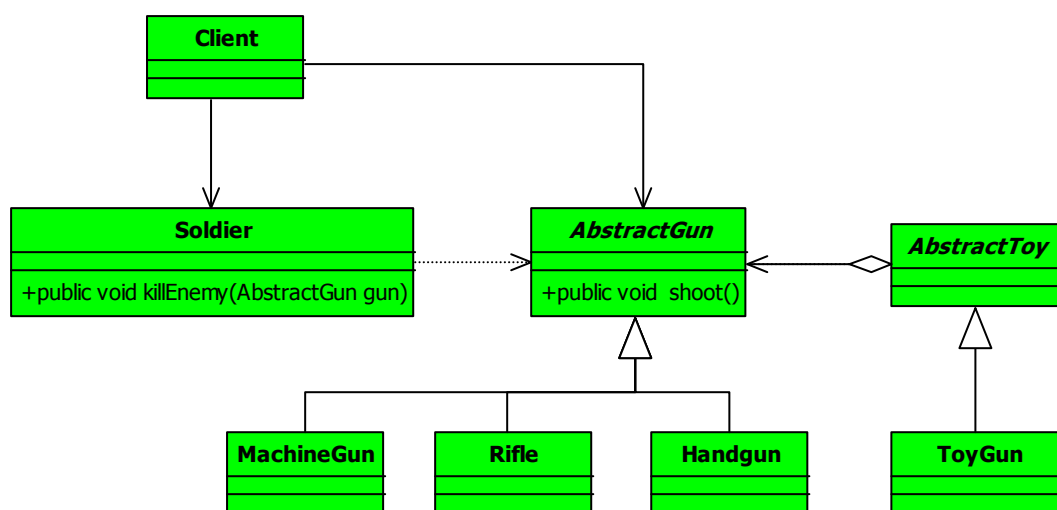 Client
Soldier
+public void killEnemy(AbstractGun gun)
AbstractGun
+public void  shoot()
AbstractToy
MachineGun
Rifle
Handgun
ToyGun